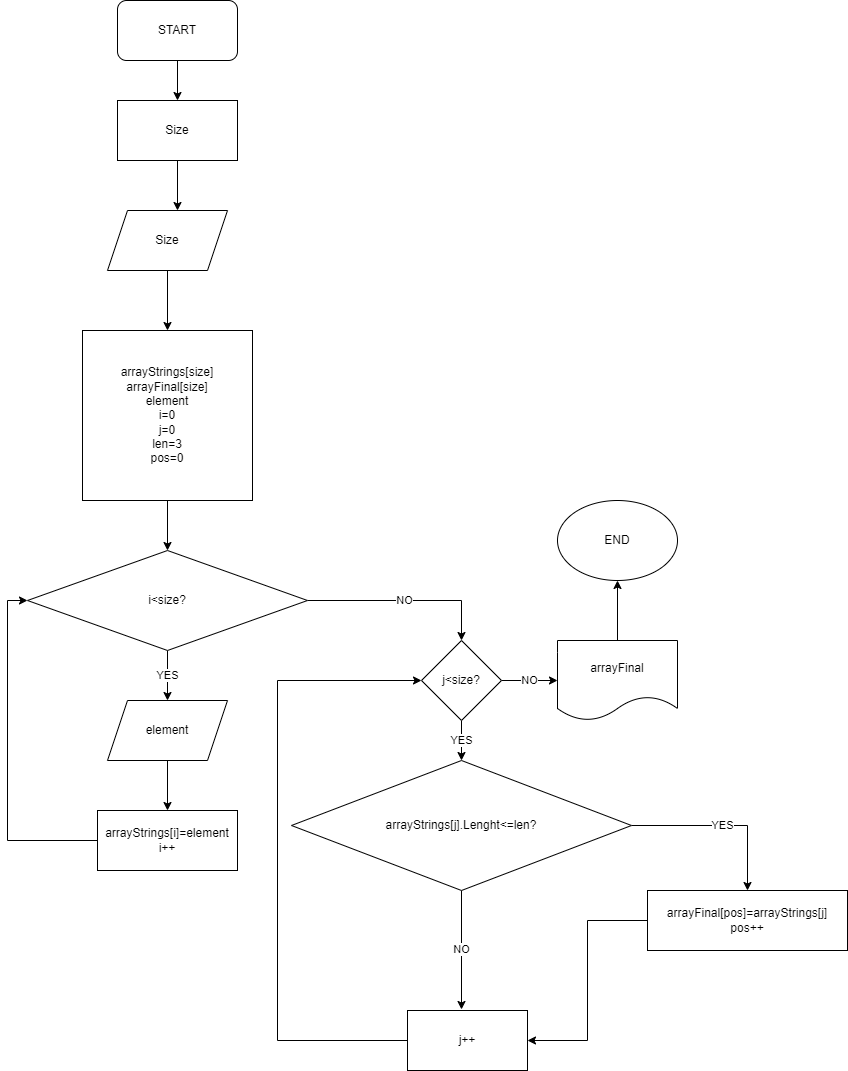 START
Size
Size
arrayStrings[size]
arrayFinal[size]
element
i=0
j=0
len=3
pos=0
i<size?
NO
YES
element
arrayStrings[i]=element
i++
j<size?
NO
arrayFinal
END
YES
arrayStrings[j].Lenght<=len?
YES
arrayFinal[pos]=arrayStrings[j]
pos++
NO
j++